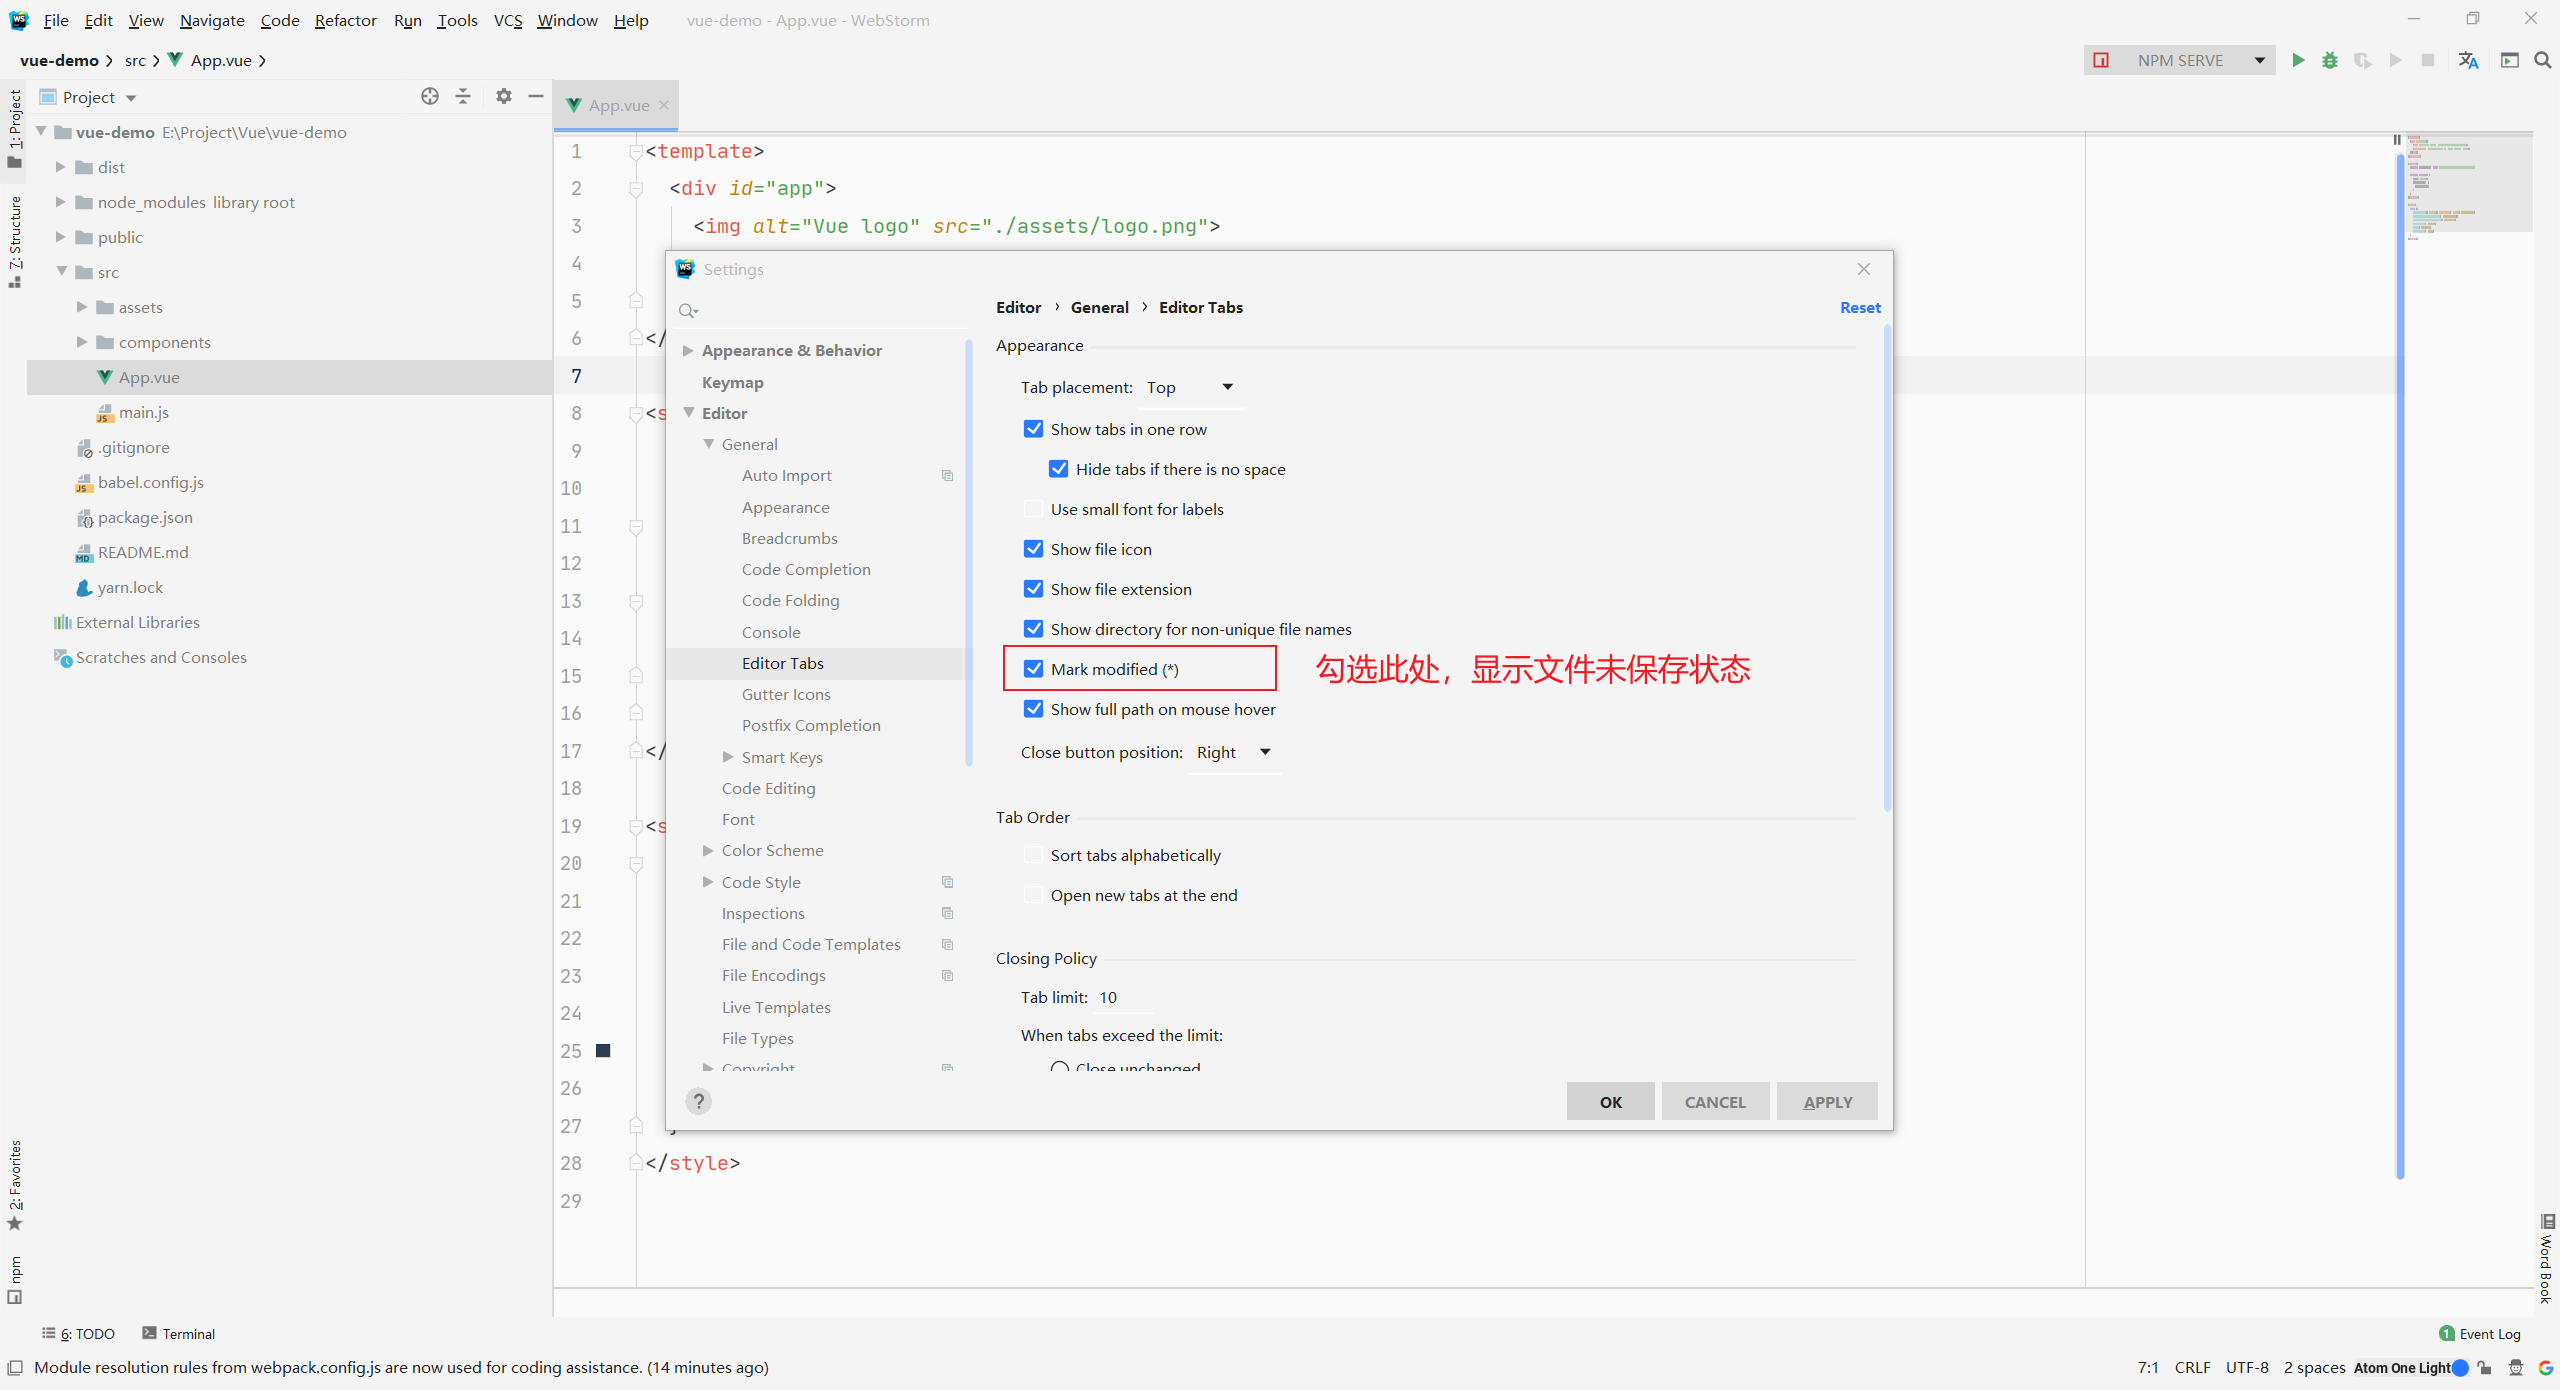 File Edit View Navigate Code Refactor Run Tools VCS Window Help vue-demo - App.vue - WebStorm
vue-demo src App.vue NPM SERVE
1: Project
7: Structure
2: Favorites
npm
Project
vue-demo E:\Project\Vue\vue-demo
dist
node_modules library root
public
src
assets
components
App.vue
main.js
.gitignore
babel.config.js
package.json
README.md
yarn.lock
External Libraries
Scratches and Consoles
App.vue
1 <template>
2 <div id="app">
3 <img alt="Vue logo" src="./assets/logo.png">
4
5
6 </
7
8 <s
9
10
11
12
13
14
15
16
17 </
18
19 <s
20
21
22
23
24
25
26
27
28 </style>
29
Settings
Appearance & Behavior
Keymap
Editor
General
Auto Import
Appearance
Breadcrumbs
Code Completion
Code Folding
Console
Editor Tabs
Gutter Icons
Postfix Completion
Smart Keys
Code Editing
Font
Color Scheme
Code Style
Inspections
File and Code Templates
File Encodings
Live Templates
File Types
Copyright
Editor › General › Editor Tabs Reset
Appearance
Tab placement: Top
Show tabs in one row
Hide tabs if there is no space
Use small font for labels
Show file icon
Show file extension
Show directory for non-unique file names
Mark modified (*) 勾选此处，显示文件未保存状态
Show full path on mouse hover
Close button position: Right
Tab Order
Sort tabs alphabetically
Open new tabs at the end
Closing Policy
Tab limit: 10
When tabs exceed the limit:
Close unchanged
? OK CANCEL APPLY
Word Book
6: TODO Terminal 1 Event Log
Module resolution rules from webpack.config.js are now used for coding assistance. (14 minutes ago) 7:1 CRLF UTF-8 2 spaces Atom One Light